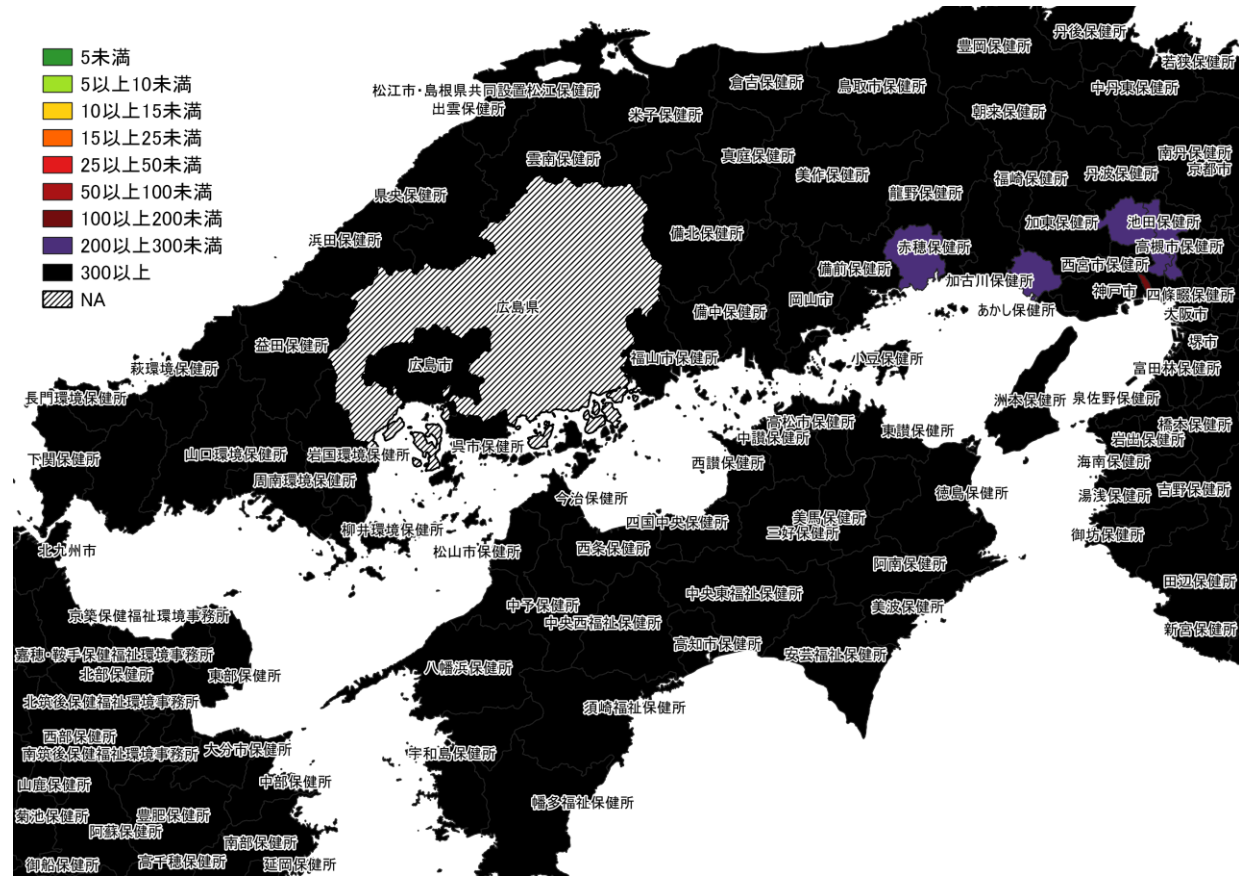 5未満
5以上10未満
10以上15未満
15以上25未満
25以上50未満
50以上100未満
100以上200未満
200以上300未満
300以上
NA
丹後保健所
豊岡保健所
若狭保健所
倉吉保健所
鳥取市保健所
中丹東保健所
松江市・島根県共同設置松江保健所
出雲保健所
米子保健所
朝来保健所
雲南保健所
真庭保健所
美作保健所
南丹保健所
京都市
福崎保健所
丹波保健所
県央保健所
龍野保健所
浜田保健所
備北保健所
加東保健所
池田保健所
赤穂保健所
高槻市保健所
備前保健所
西宮市保健所
加古川保健所
岡山市
神戸市
四條畷保健所
広島県
備中保健所
あかし保健所
大阪市
益田保健所
堺市
萩環境保健所
広島市
福山市保健所
小豆保健所
富田林保健所
長門環境保健所
洲本保健所
泉佐野保健所
高松市保健所
橋本保健所
呉市保健所
中讃保健所
東讃保健所
岩出保健所
下関保健所
山口環境保健所
岩国環境保健所
西讃保健所
海南保健所
周南環境保健所
今治保健所
徳島保健所
湯浅保健所
吉野保健所
柳井環境保健所
四国中央保健所
美馬保健所
三好保健所
御坊保健所
北九州市
松山市保健所
西条保健所
阿南保健所
田辺保健所
中予保健所
中央東福祉保健所
美波保健所
京築保健福祉環境事務所
中央西福祉保健所
新宮保健所
高知市保健所
安芸福祉保健所
嘉穂・鞍手保健福祉環境事務所
北部保健所
東部保健所
八幡浜保健所
北筑後保健福祉環境事務所
須崎福祉保健所
西部保健所
南筑後保健福祉環境事務所
大分市保健所
宇和島保健所
山鹿保健所
中部保健所
幡多福祉保健所
菊池保健所
豊肥保健所
阿蘇保健所
南部保健所
御船保健所
高千穂保健所
延岡保健所